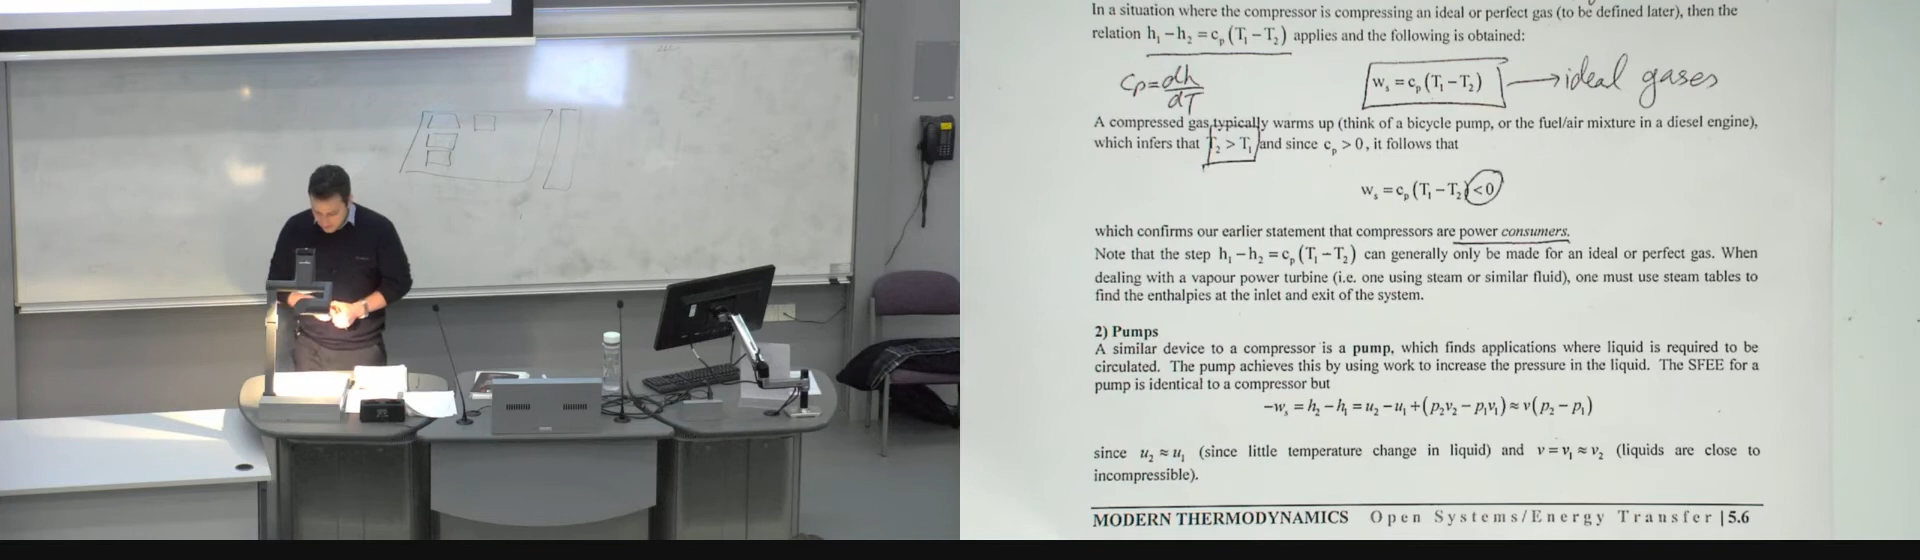 In a situation where the compressor is compressing an ideal or perfect gas (to be defined later), then the
relation h₁ − h₂ = cₚ(T₁ − T₂) applies and the following is obtained:
cp = dh/dT
wₛ = cₚ(T₁ − T₂) → ideal gases
A compressed gas typically warms up (think of a bicycle pump, or the fuel/air mixture in a diesel engine),
which infers that T₂ > T₁ and since cₚ > 0, it follows that
wₛ = cₚ(T₁ − T₂) < 0
which confirms our earlier statement that compressors are power consumers.
Note that the step h₁ − h₂ = cₚ(T₁ − T₂) can generally only be made for an ideal or perfect gas. When
dealing with a vapour power turbine (i.e. one using steam or similar fluid), one must use steam tables to
find the enthalpies at the inlet and exit of the system.
2) Pumps
A similar device to a compressor is a pump, which finds applications where liquid is required to be
circulated. The pump achieves this by using work to increase the pressure in the liquid. The SFEE for a
pump is identical to a compressor but
−wₛ = h₂ − h₁ = u₂ − u₁ + (p₂v₂ − p₁v₁) ≈ v(p₂ − p₁)
since u₂ ≈ u₁ (since little temperature change in liquid) and v = v₁ ≈ v₂ (liquids are close to
incompressible).
MODERN THERMODYNAMICS Open Systems/Energy Transfer | 5.6